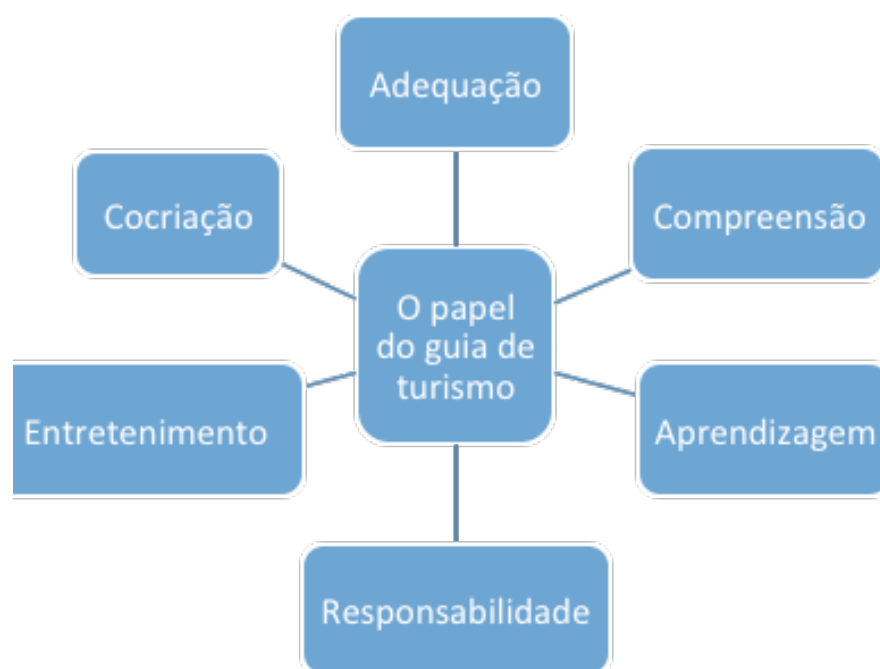 Adequação
Cocriação
Compreensão
O papel
do guia de
turismo
Entretenimento
Aprendizagem
Responsabilidade